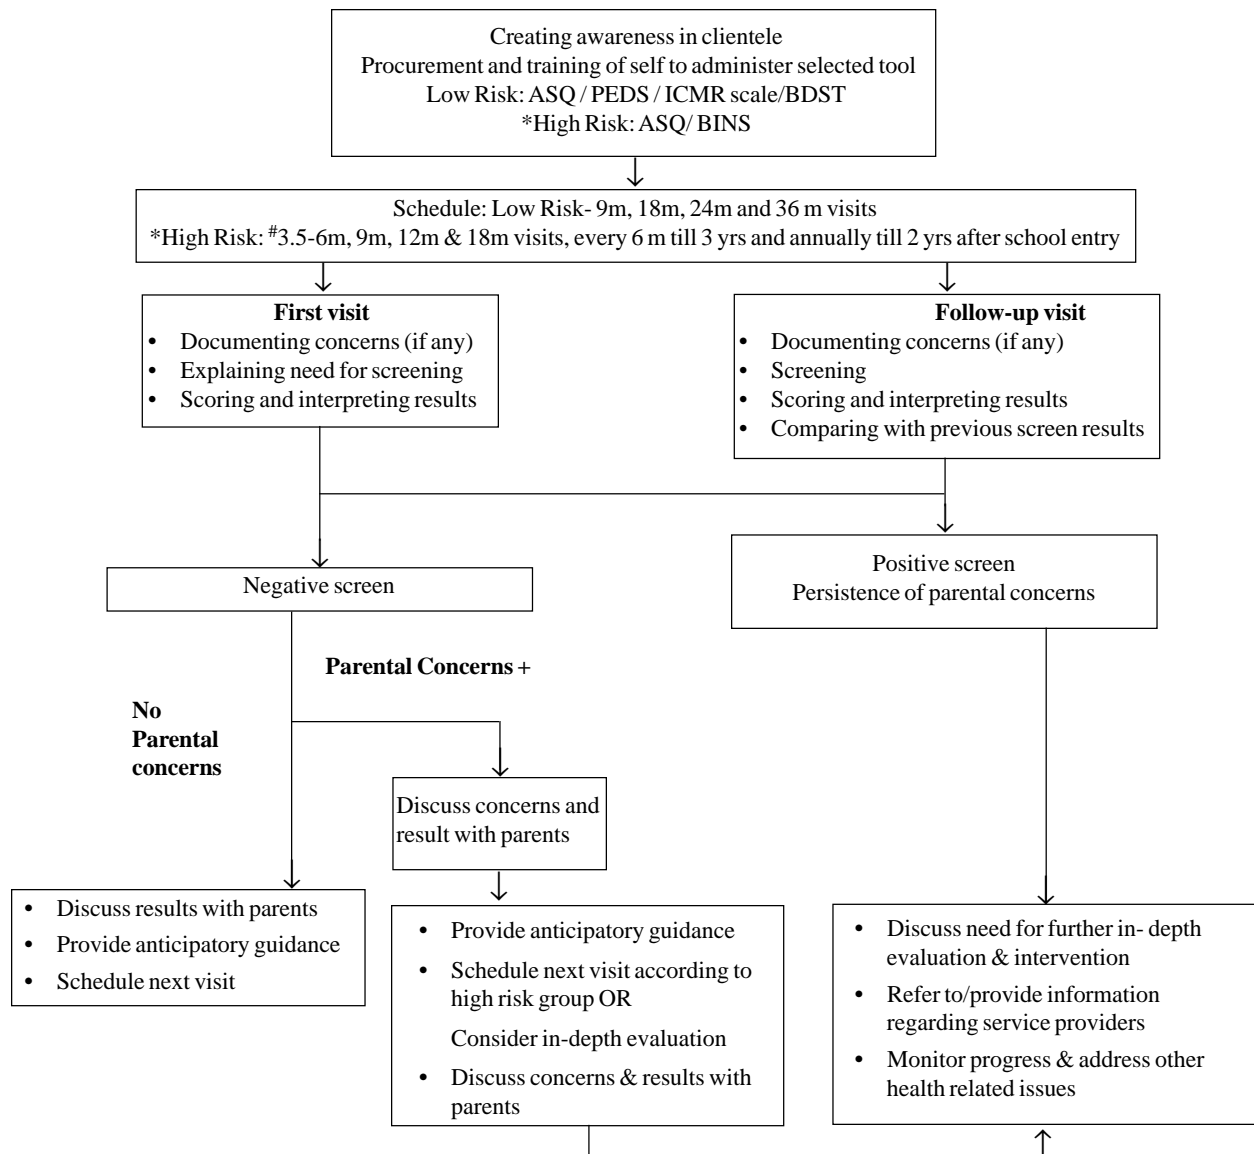 Creating awareness in clientele
Procurement and training of self to administer selected tool
Low Risk: ASQ / PEDS / ICMR scale/BDST
*High Risk: ASQ/ BINS
Schedule: Low Risk- 9m, 18m, 24m and 36 m visits
*High Risk: #3.5-6m, 9m, 12m & 18m visits, every 6 m till 3 yrs and annually till 2 yrs after school entry
First visit
• Documenting concerns (if any)
• Explaining need for screening
• Scoring and interpreting results
Follow-up visit
• Documenting concerns (if any)
• Screening
• Scoring and interpreting results
• Comparing with previous screen results
Negative screen
Positive screen
Persistence of parental concerns
Parental Concerns +
No
Parental
concerns
Discuss concerns and
result with parents
• Discuss results with parents
• Provide anticipatory guidance
• Schedule next visit
• Provide anticipatory guidance
• Schedule next visit according to
high risk group OR
Consider in-depth evaluation
• Discuss concerns & results with
parents
• Discuss need for further in- depth
evaluation & intervention
• Refer to/provide information
regarding service providers
• Monitor progress & address other
health related issues